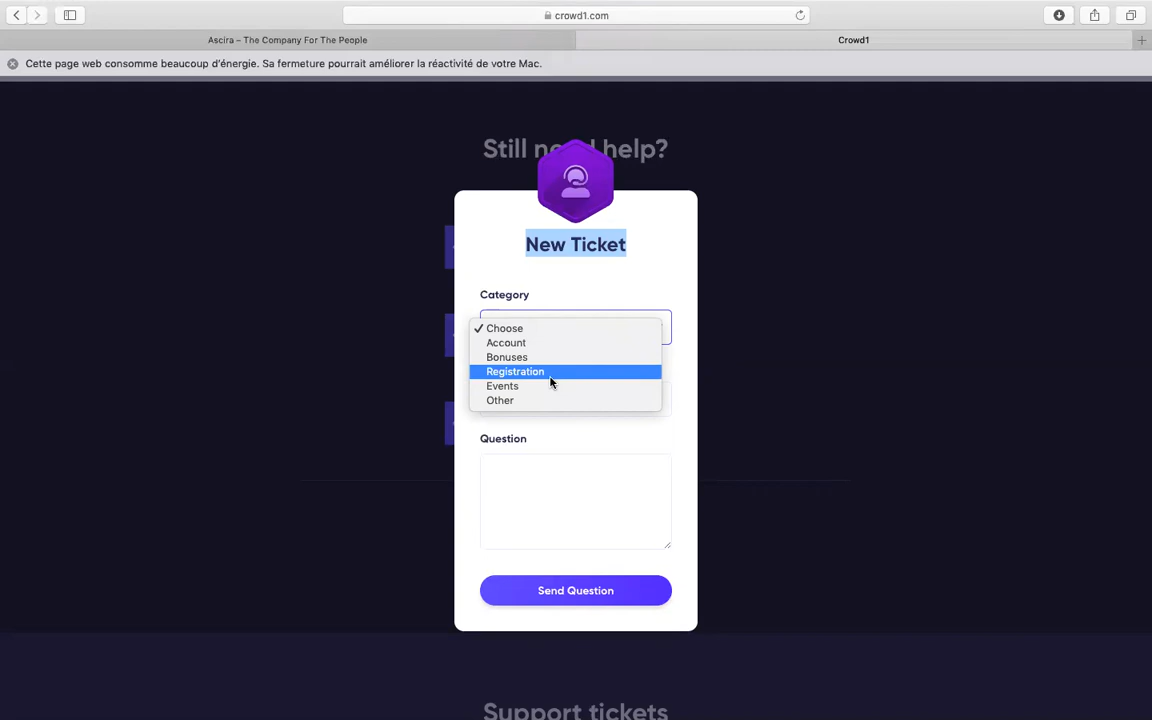 crowd1.com
Ascira – The Company For The People
Crowd1
Cette page web consomme beaucoup d'énergie. Sa fermeture pourrait améliorer la réactivité de votre Mac.
Still need help?
New Ticket
Category
✓ Choose
Account
Bonuses
Registration
Events
Other
Question
Send Question
Support tickets